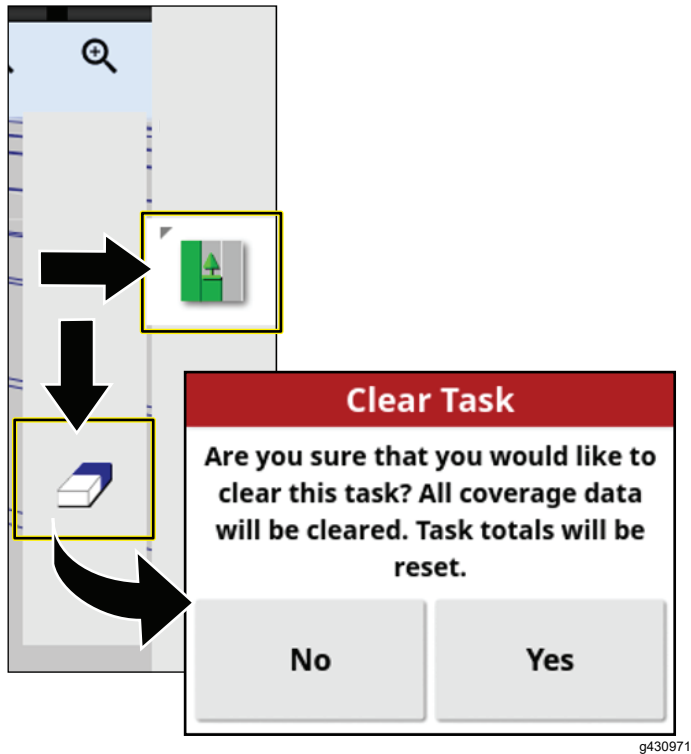 Clear Task
Are you sure that you would like to
clear this task? All coverage data
will be cleared. Task totals will be
reset.
No
Yes
g430971